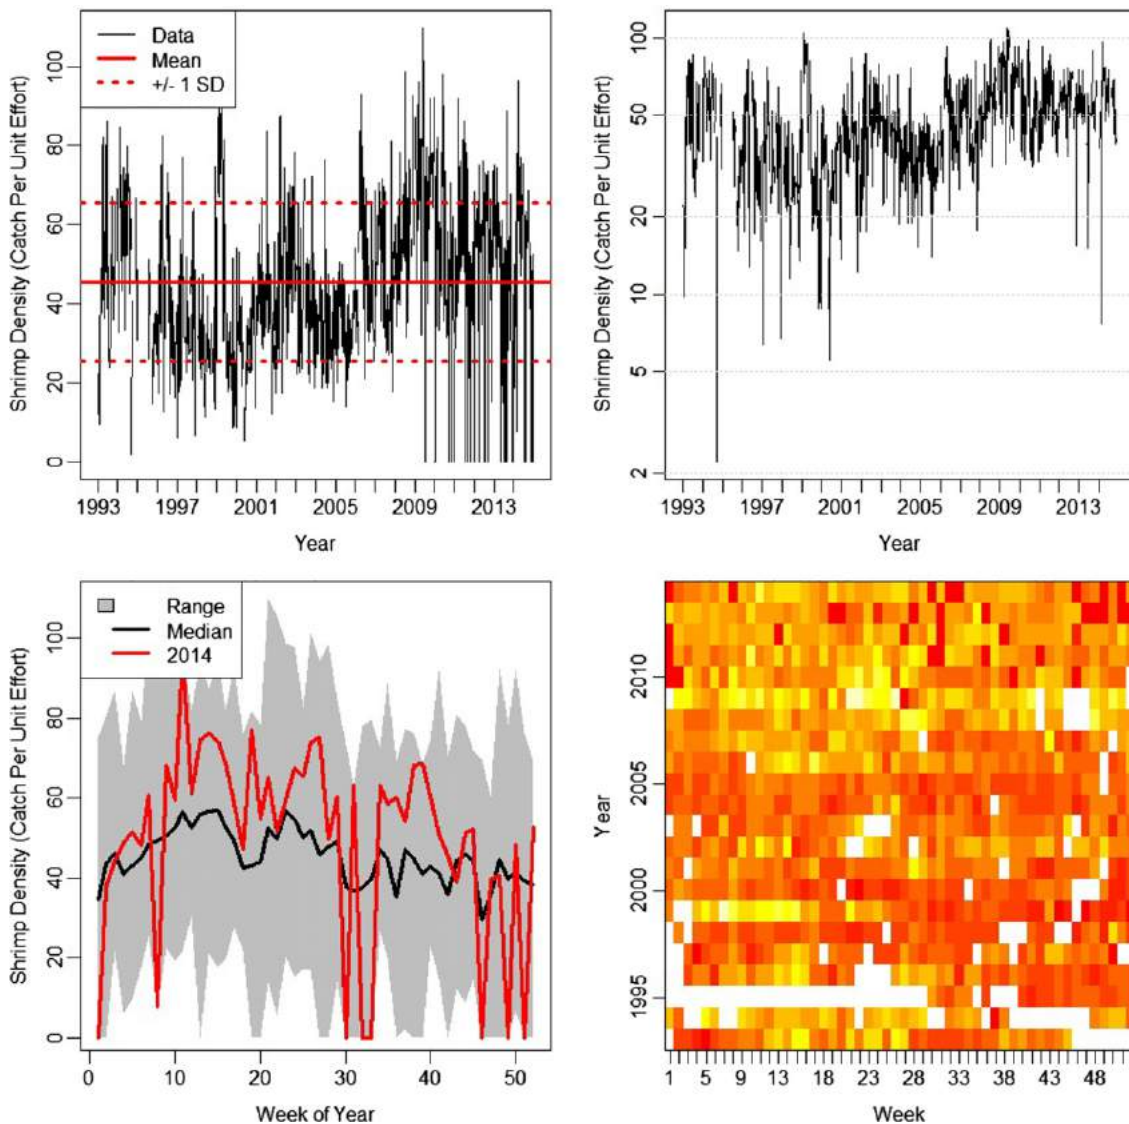 Data
Mean
+/- 1 SD
Shrimp Density (Catch Per Unit Effort)
0 20 40 60 80 100
1993 1997 2001 2005 2009 2013
Year
Shrimp Density (Catch Per Unit Effort)
2 5 10 20 50 100
1993 1997 2001 2005 2009 2013
Year
Range
Median
2014
Shrimp Density (Catch Per Unit Effort)
0 20 40 60 80 100
0 10 20 30 40 50
Week of Year
Year
1995 2000 2005 2010
1 5 9 13 18 23 28 33 38 43 48
Week